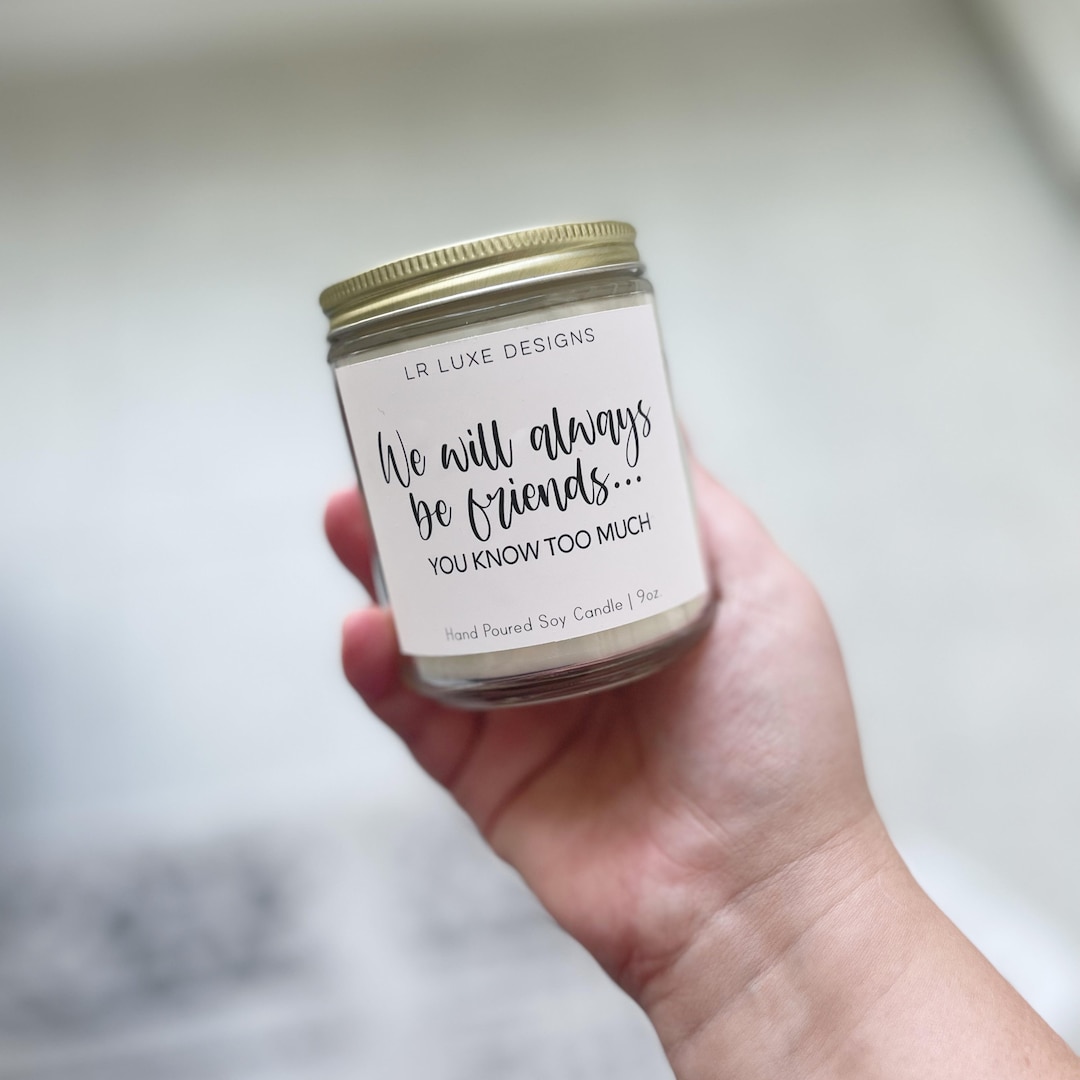 LR LUXE DESIGNS
We will always
be friends...
YOU KNOW TOO MUCH
Hand Poured Soy Candle | 9oz.